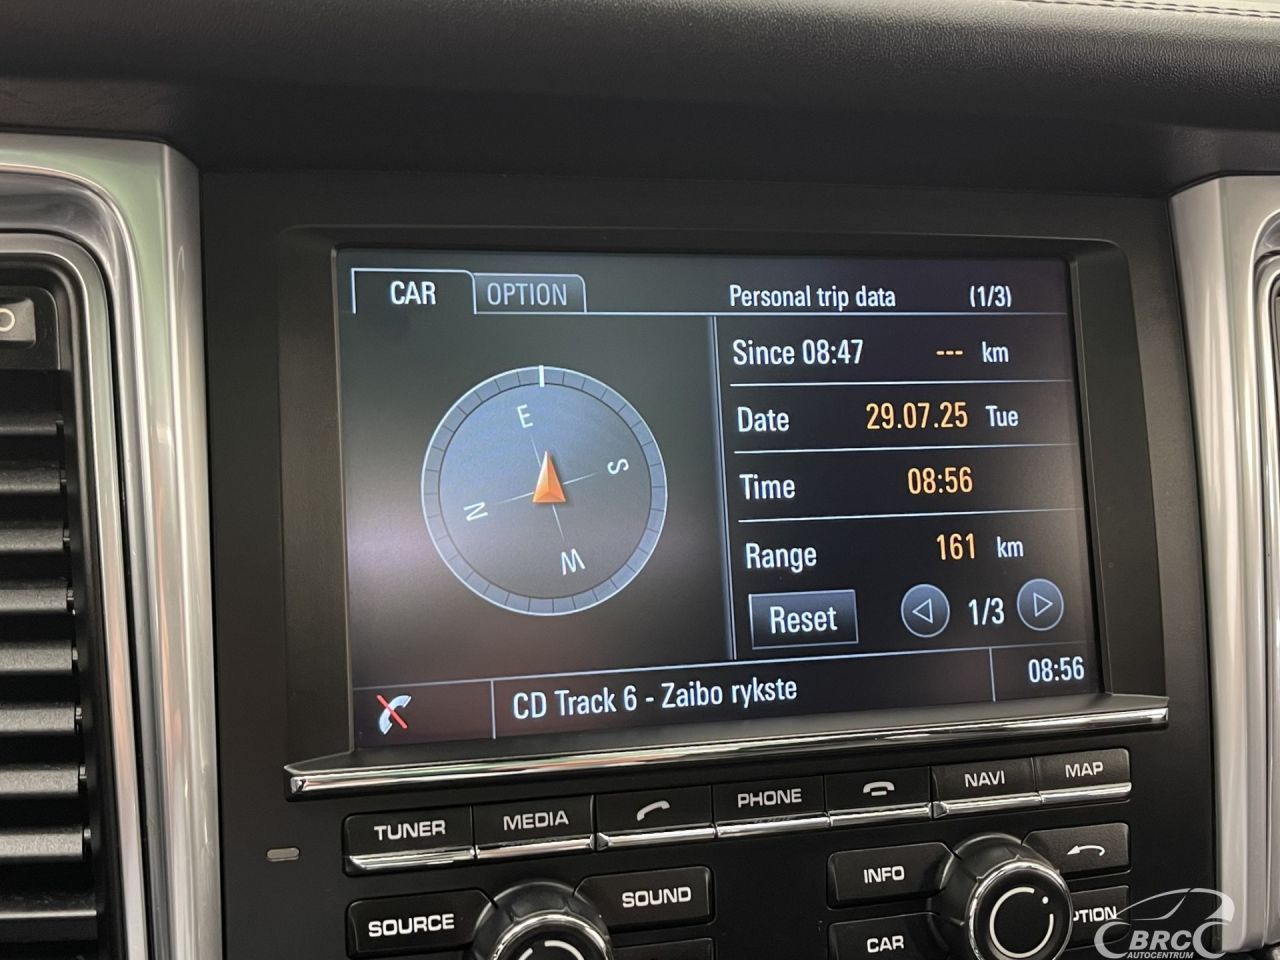 CAR
OPTION
Personal trip data (1/3)
Since 08:47 --- km
Date 29.07.25 Tue
Time 08:56
Range 161 km
Reset 1/3
E
S
N
W
CD Track 6 - Zaibo rykste
08:56
TUNER
MEDIA
PHONE
NAVI
MAP
SOURCE
SOUND
INFO
CAR
BRC
AUTOCENTRUM